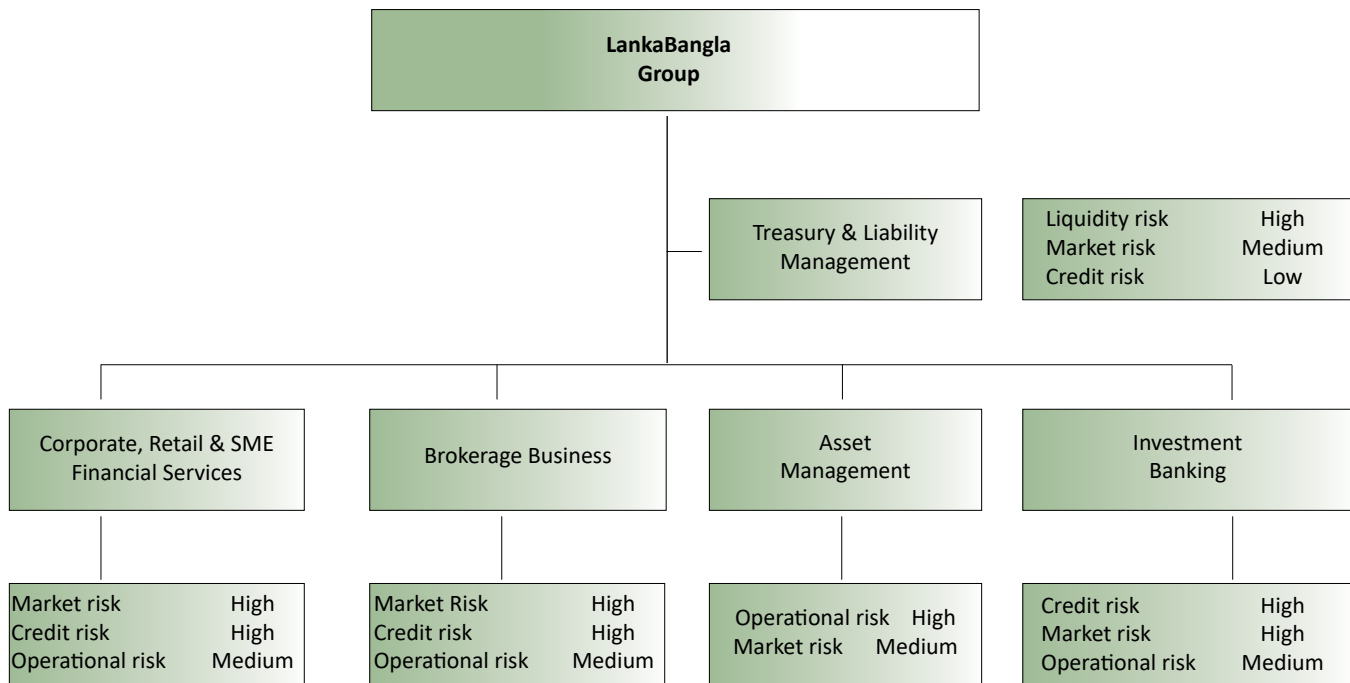 LankaBangla
Group
Treasury & Liability
Management
Liquidity risk High
Market risk Medium
Credit risk Low
Corporate, Retail & SME
Financial Services
Brokerage Business
Asset
Management
Investment
Banking
Market risk High
Credit risk High
Operational risk Medium
Market Risk High
Credit risk High
Operational risk Medium
Operational risk High
Market risk Medium
Credit risk High
Market risk High
Operational risk Medium